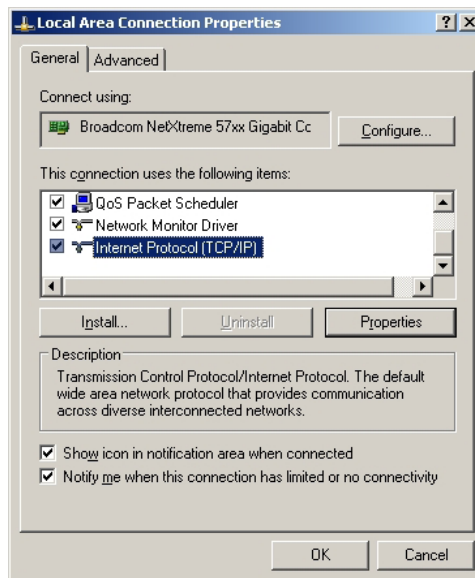 Local Area Connection Properties
General
Advanced
Connect using:
Broadcom NetXtreme 57xx Gigabit Cc
Configure...
This connection uses the following items:
QoS Packet Scheduler
Network Monitor Driver
Internet Protocol (TCP/IP)
Install...
Uninstall
Properties
Description
Transmission Control Protocol/Internet Protocol. The default
wide area network protocol that provides communication
across diverse interconnected networks.
Show icon in notification area when connected
Notify me when this connection has limited or no connectivity
OK
Cancel